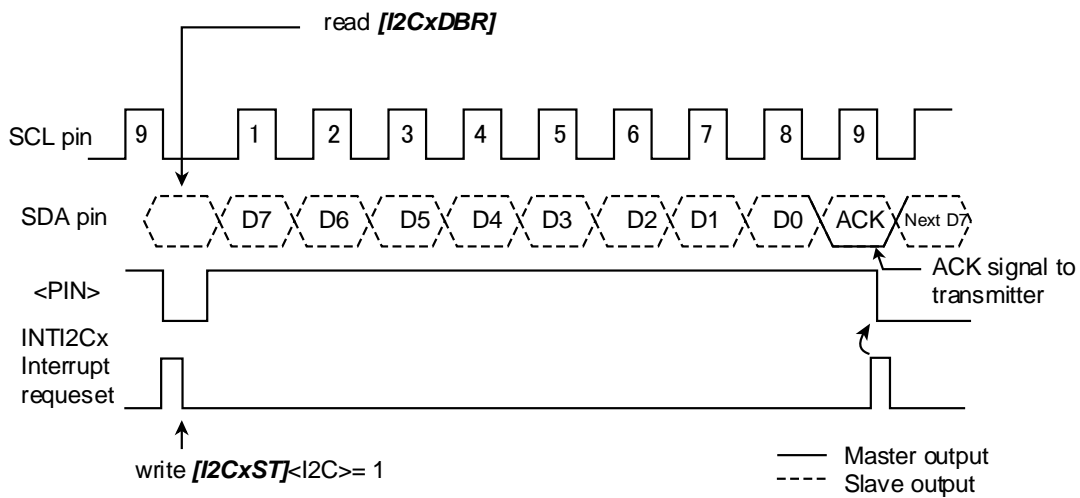 read [I2CxDBR]
SCL pin 9 1 2 3 4 5 6 7 8 9
SDA pin D7 D6 D5 D4 D3 D2 D1 D0 ACK Next D7
ACK signal to
transmitter
<PIN>
INTI2Cx
Interrupt
requeset
write [I2CxST]<I2C>= 1
Master output
Slave output